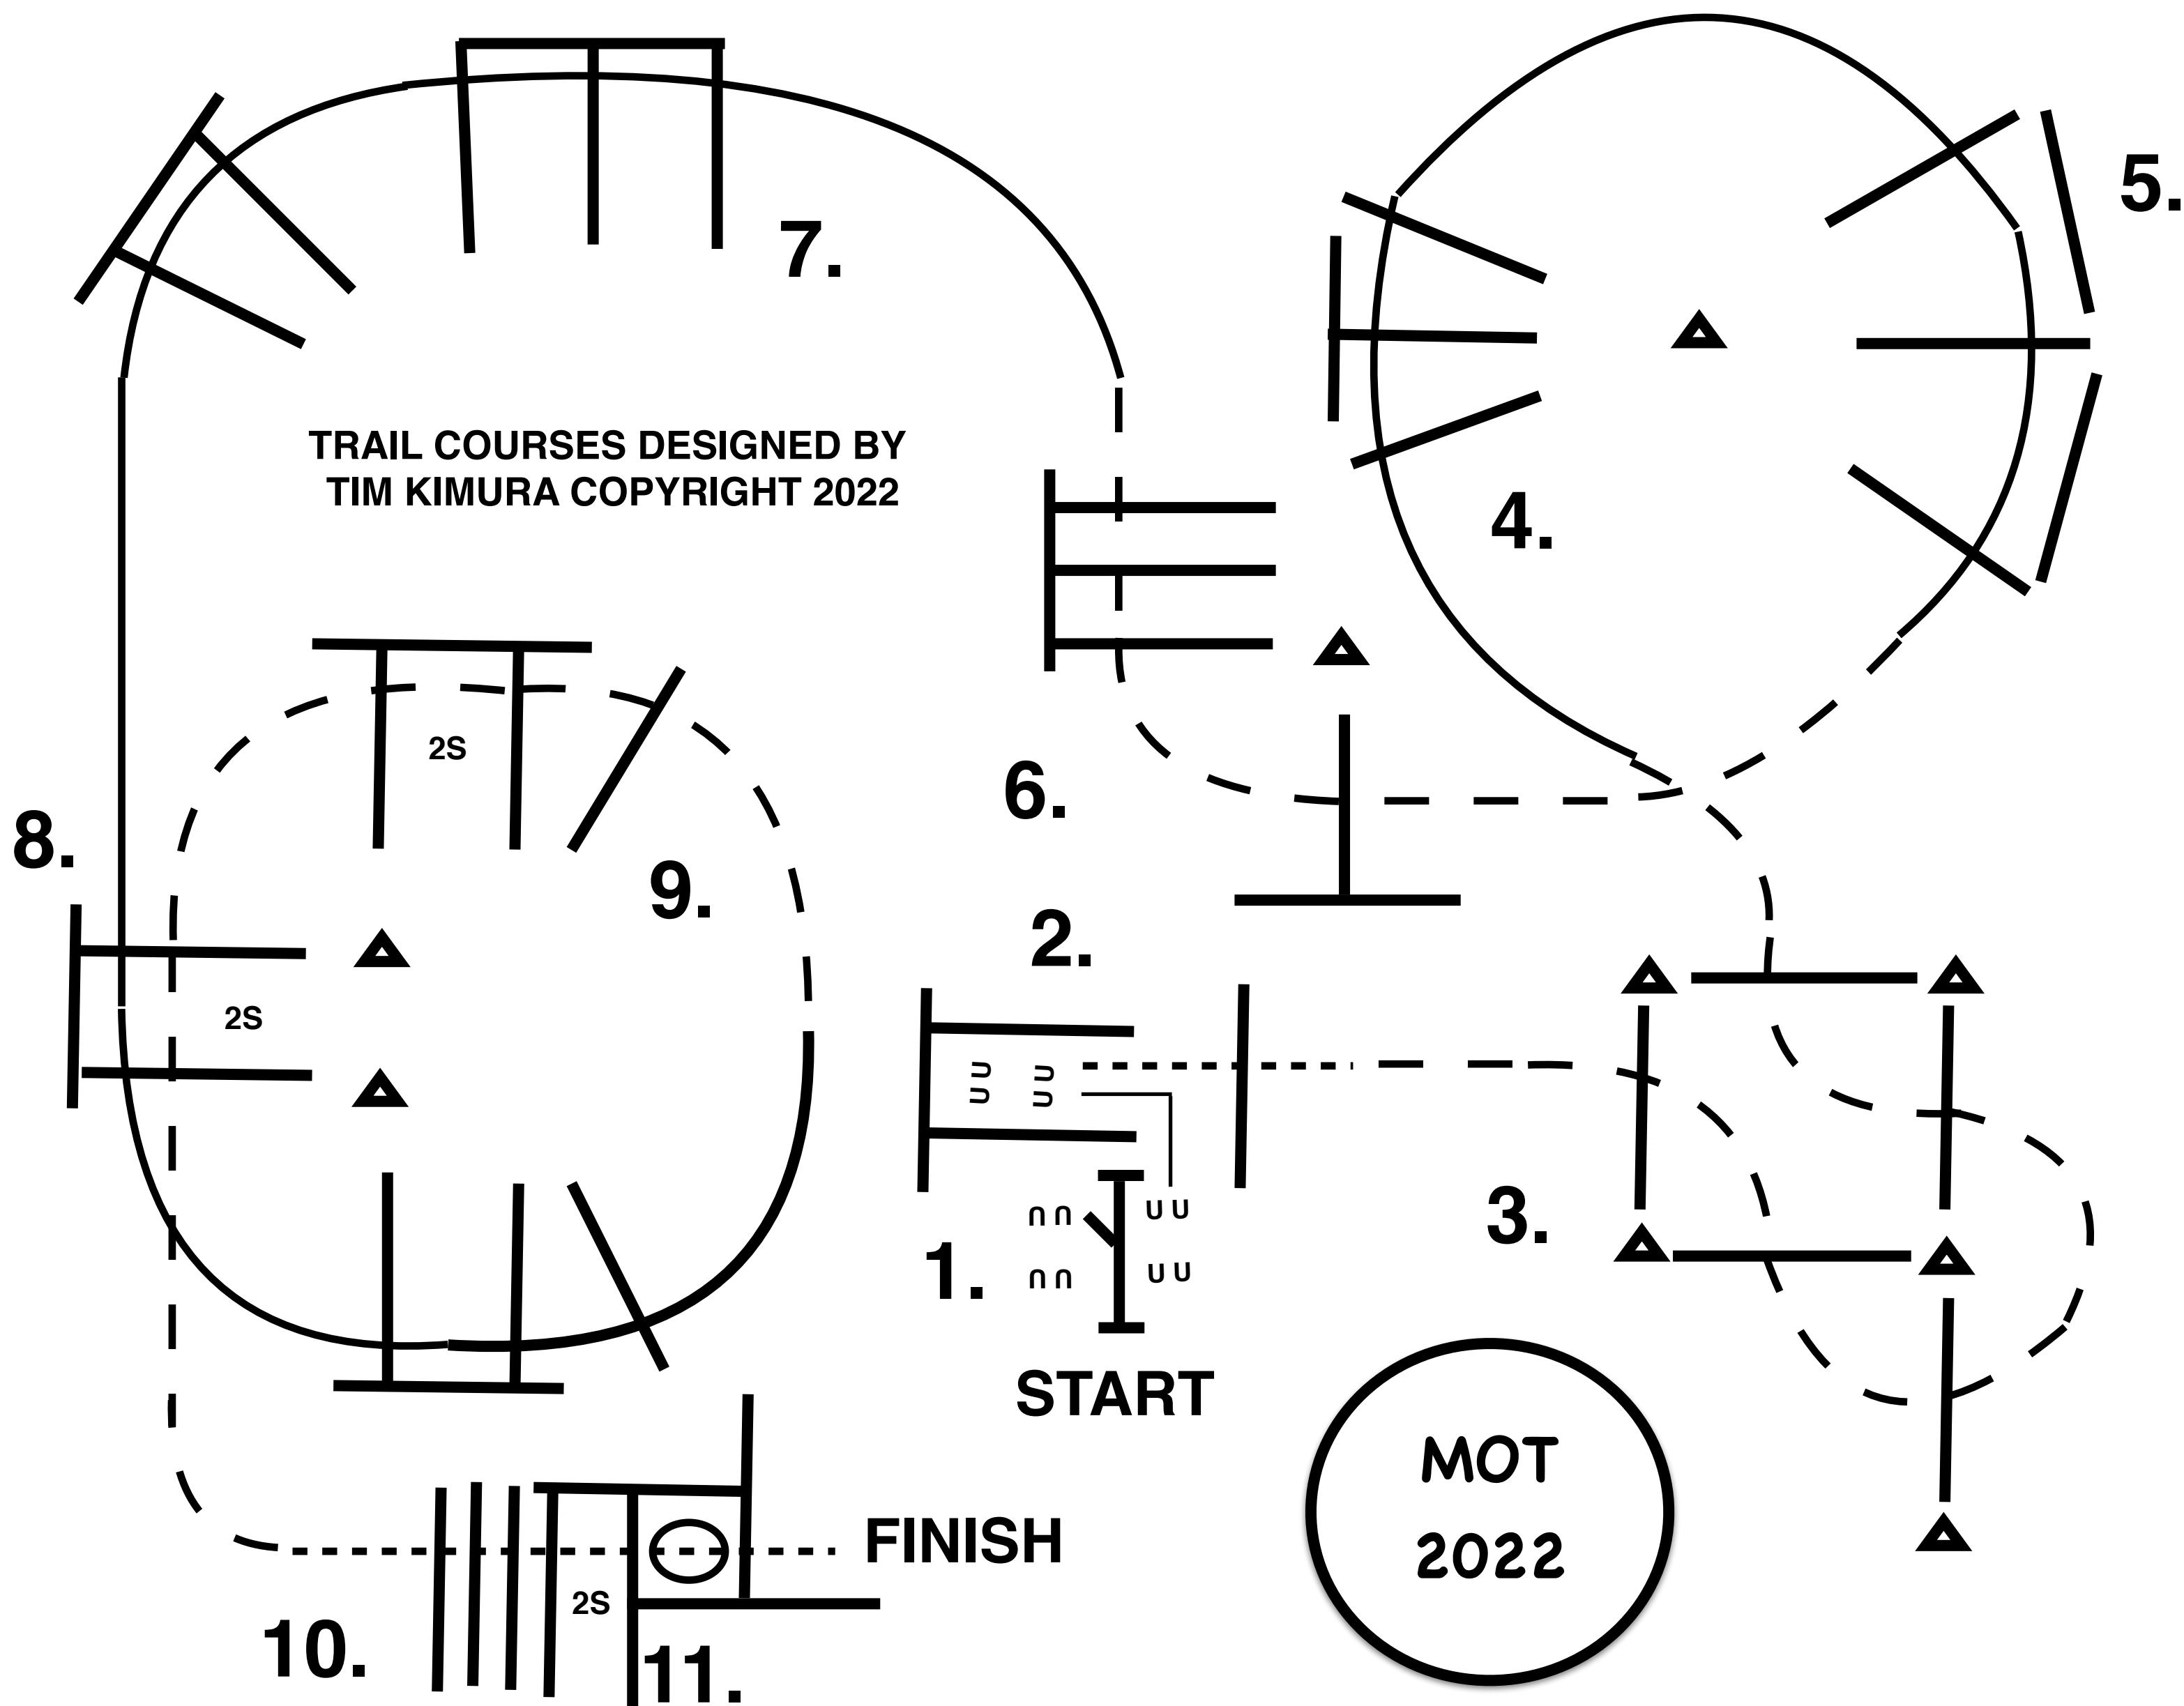 5.
7.
TRAIL COURSES DESIGNED BY
TIM KIMURA COPYRIGHT 2022
4.
2S
6.
8.
9.
2.
2S
3.
1.
START
MOT
2022
FINISH
2S
10.
11.